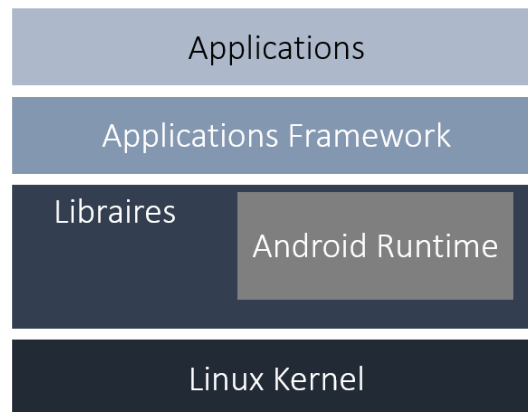 Applications
Applications Framework
Libraires
Android Runtime
Linux Kernel